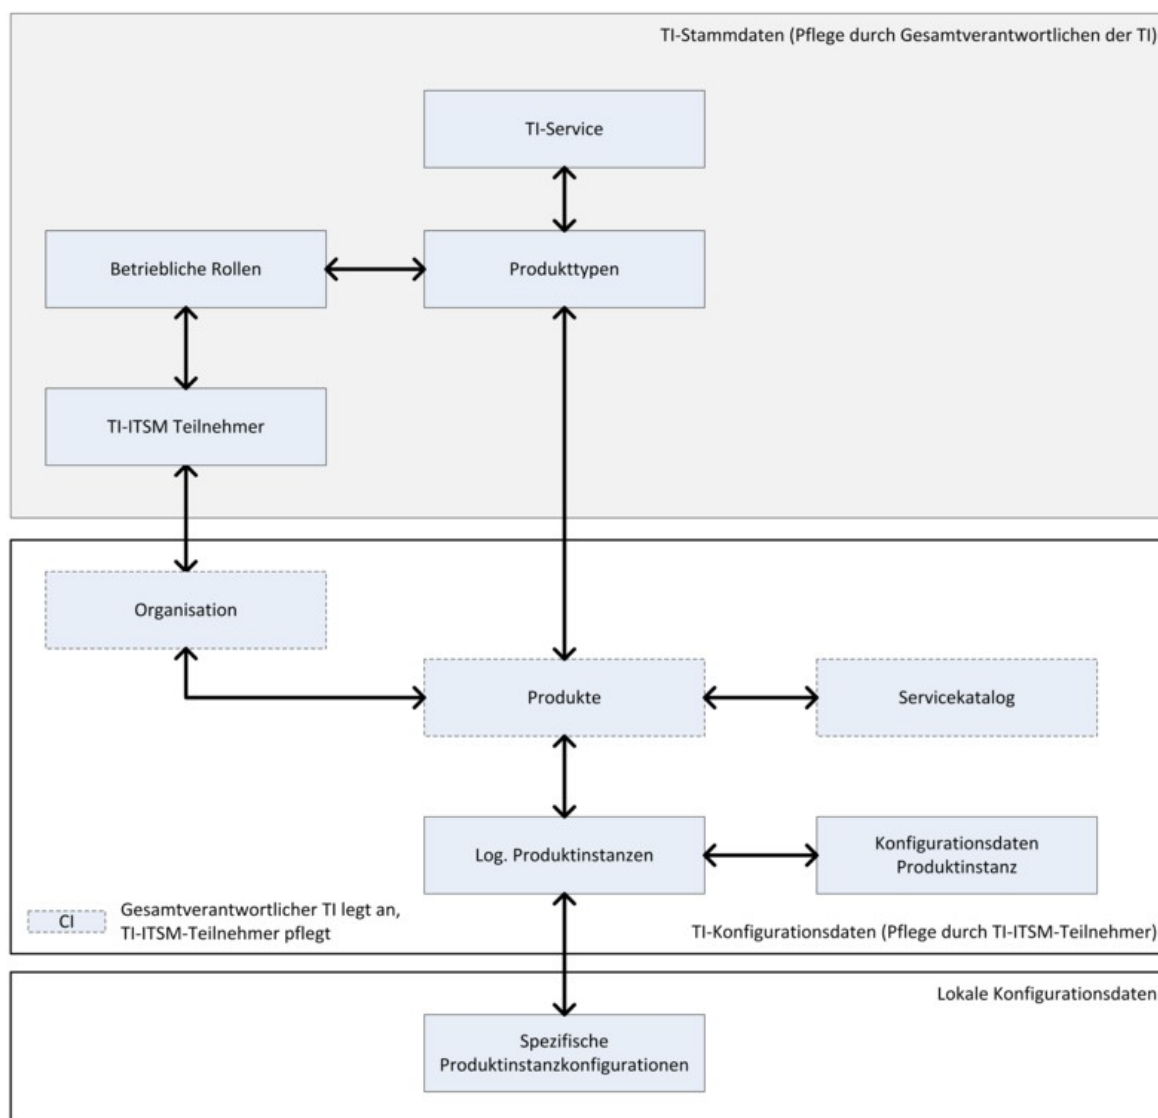 TI-Stammdaten (Pflege durch Gesamtverantwortlichen der TI)
TI-Service
Betriebliche Rollen
Produkttypen
TI-ITSM Teilnehmer
Organisation
Produkte
Servicekatalog
Log. Produktinstanzen
Konfigurationsdaten
Produktinstanz
CI
Gesamtverantwortlicher TI legt an,
TI-ITSM-Teilnehmer pflegt
TI-Konfigurationsdaten (Pflege durch TI-ITSM-Teilnehmer)
Lokale Konfigurationsdaten
Spezifische
Produktinstanzkonfigurationen